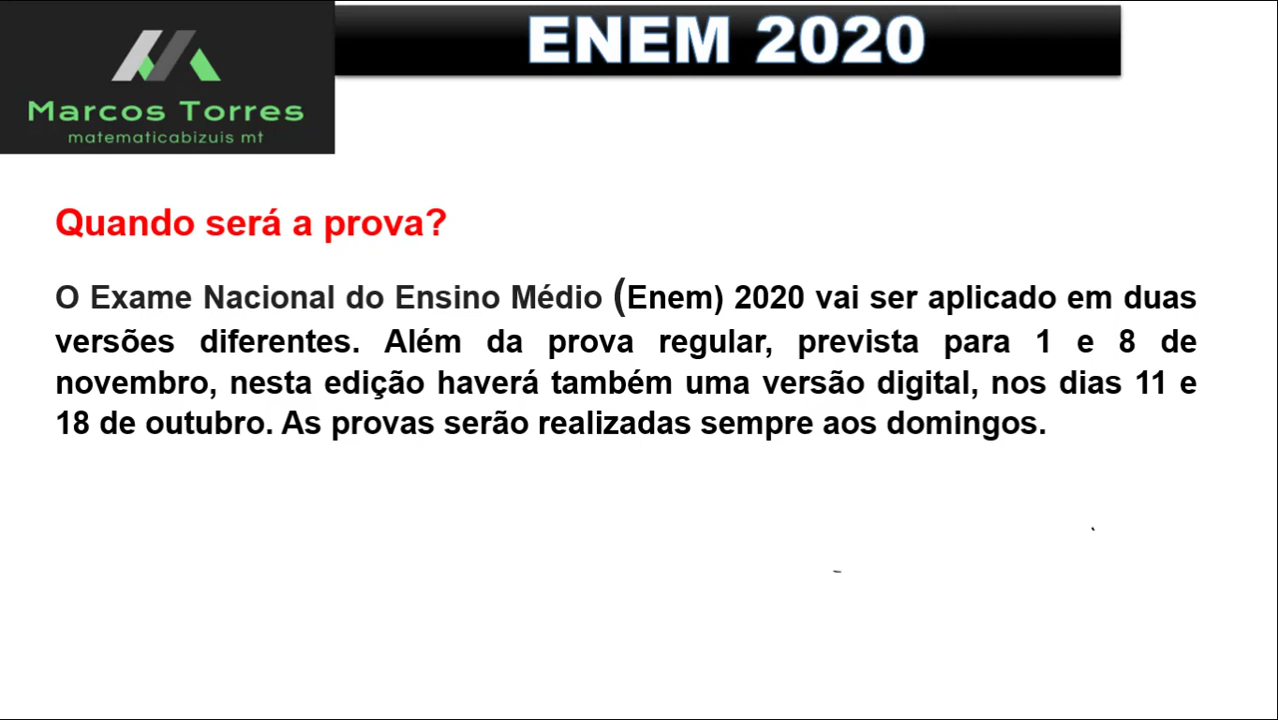 ENEM 2020
Marcos Torres
matematicabizuis mt
Quando será a prova?
O Exame Nacional do Ensino Médio (Enem) 2020 vai ser aplicado em duas
versões diferentes. Além da prova regular, prevista para 1 e 8 de
novembro, nesta edição haverá também uma versão digital, nos dias 11 e
18 de outubro. As provas serão realizadas sempre aos domingos.